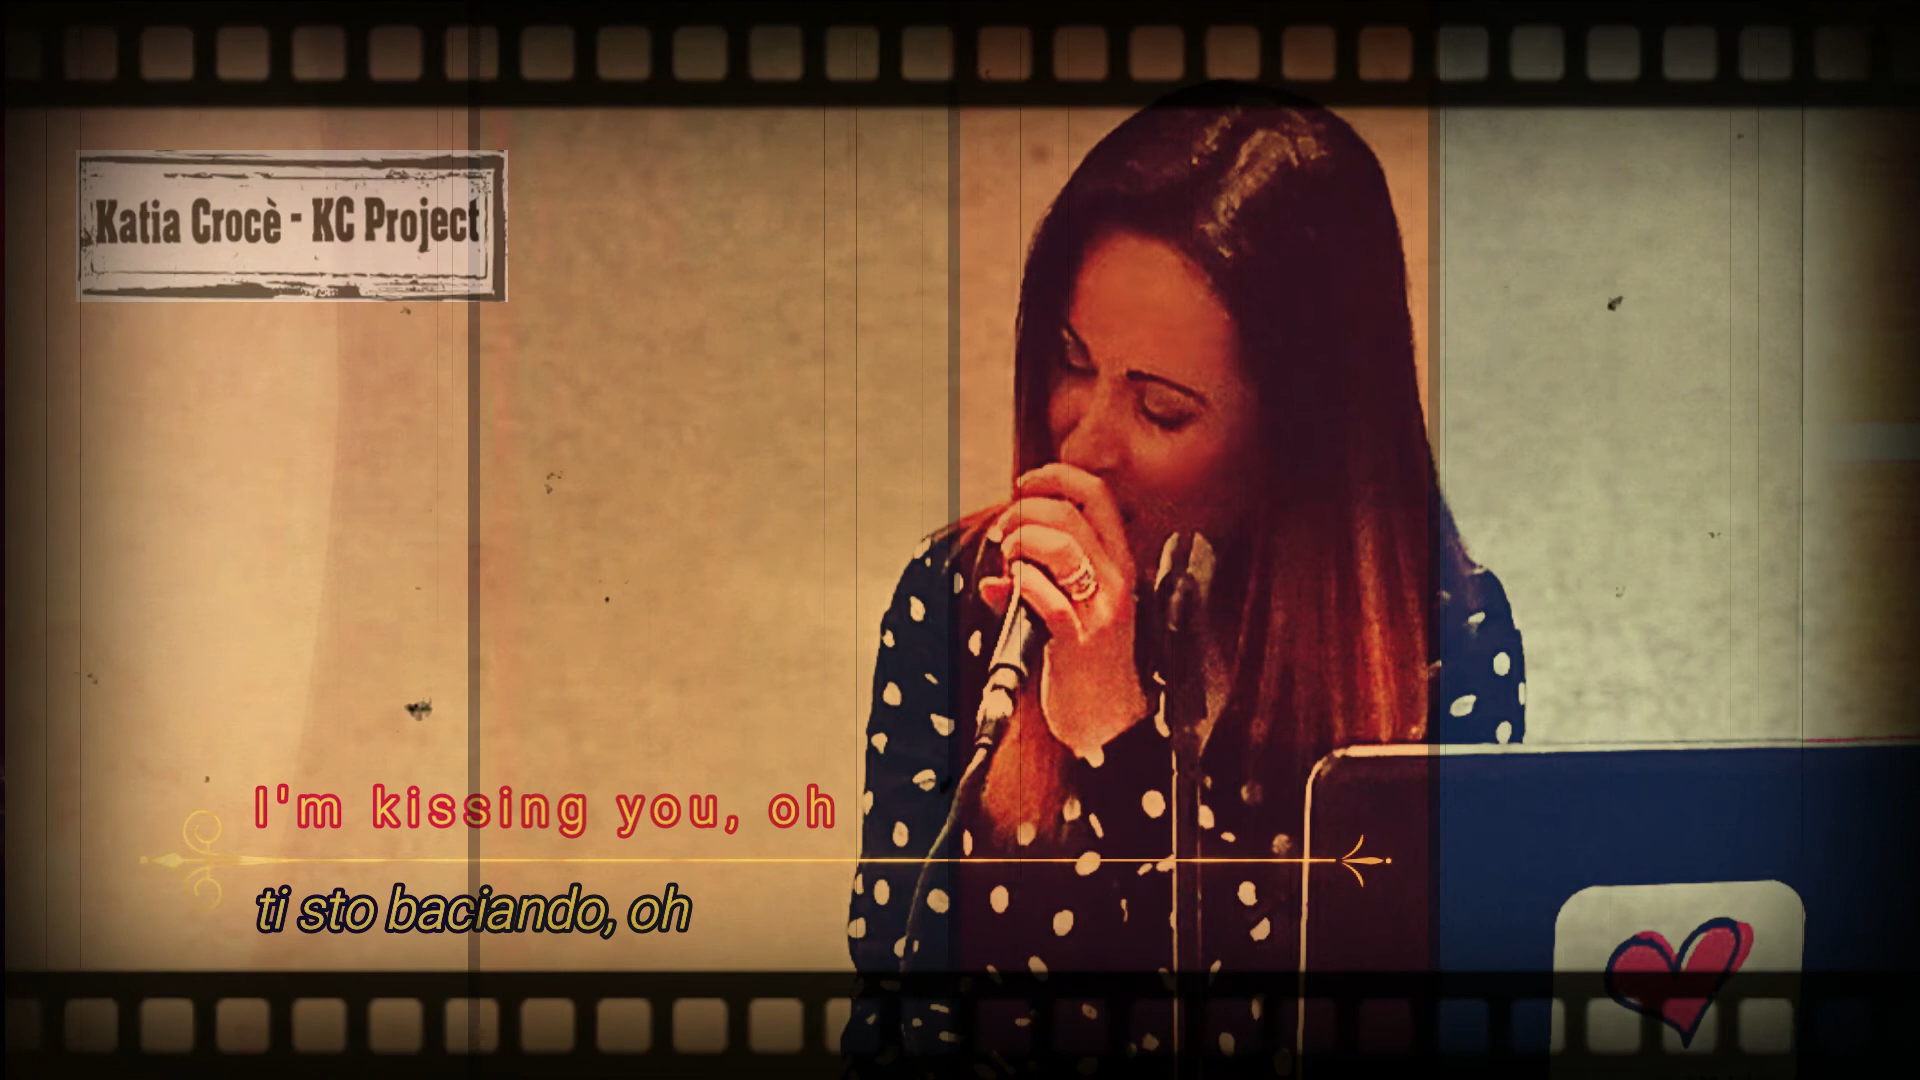 Katia Crocè - KC Project
I'm kissing you, oh
ti sto baciando, oh